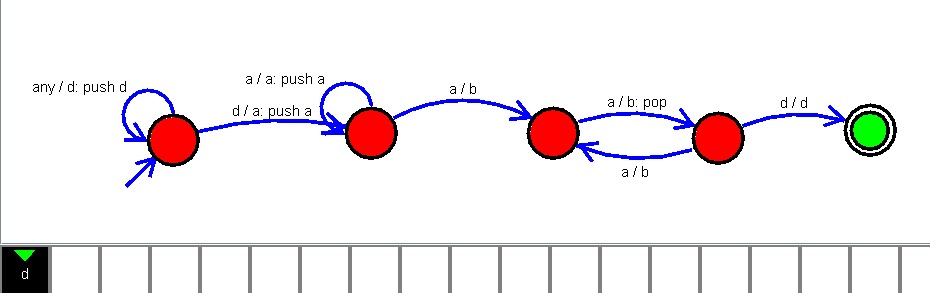 any / d: push d
a / a: push a
d / a: push a
a / b
a / b: pop
a / b
d / d
d